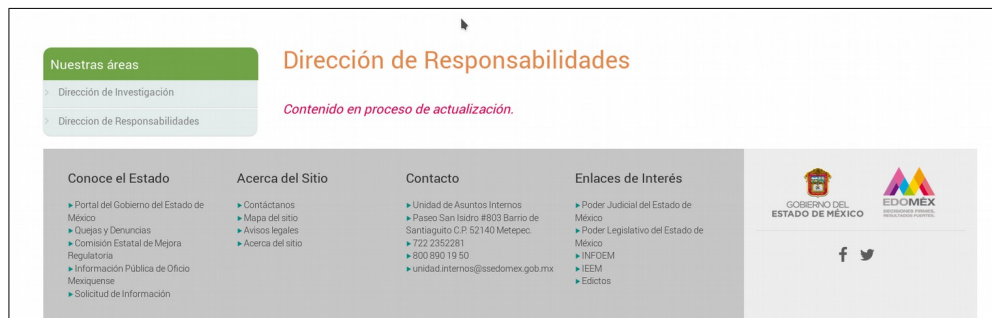 Nuestras áreas
Dirección de Investigación
Direccion de Responsabilidades
Dirección de Responsabilidades
Contenido en proceso de actualización.
Conoce el Estado
Portal del Gobierno del Estado de
México
Quejas y Denuncias
Comisión Estatal de Mejora
Regulatoria
Información Pública de Oficio
Mexiquense
Solicitud de Información
Acerca del Sitio
Contáctanos
Mapa del sitio
Avisos legales
Acerca del sitio
Contacto
Unidad de Asuntos Internos
Paseo San Isidro #803 Barrio de
Santiaguito C.P. 52140 Metepec.
722 2352281
800 890 19 50
unidad.internos@ssedomex.gob.mx
Enlaces de Interés
Poder Judicial del Estado de
México
Poder Legislativo del Estado de
México
INFOEM
IEEM
Edictos
GOBIERNO DEL
ESTADO DE MÉXICO
EDOMÉX
DECISIONES FIRMES,
RESULTADOS FUERTES.